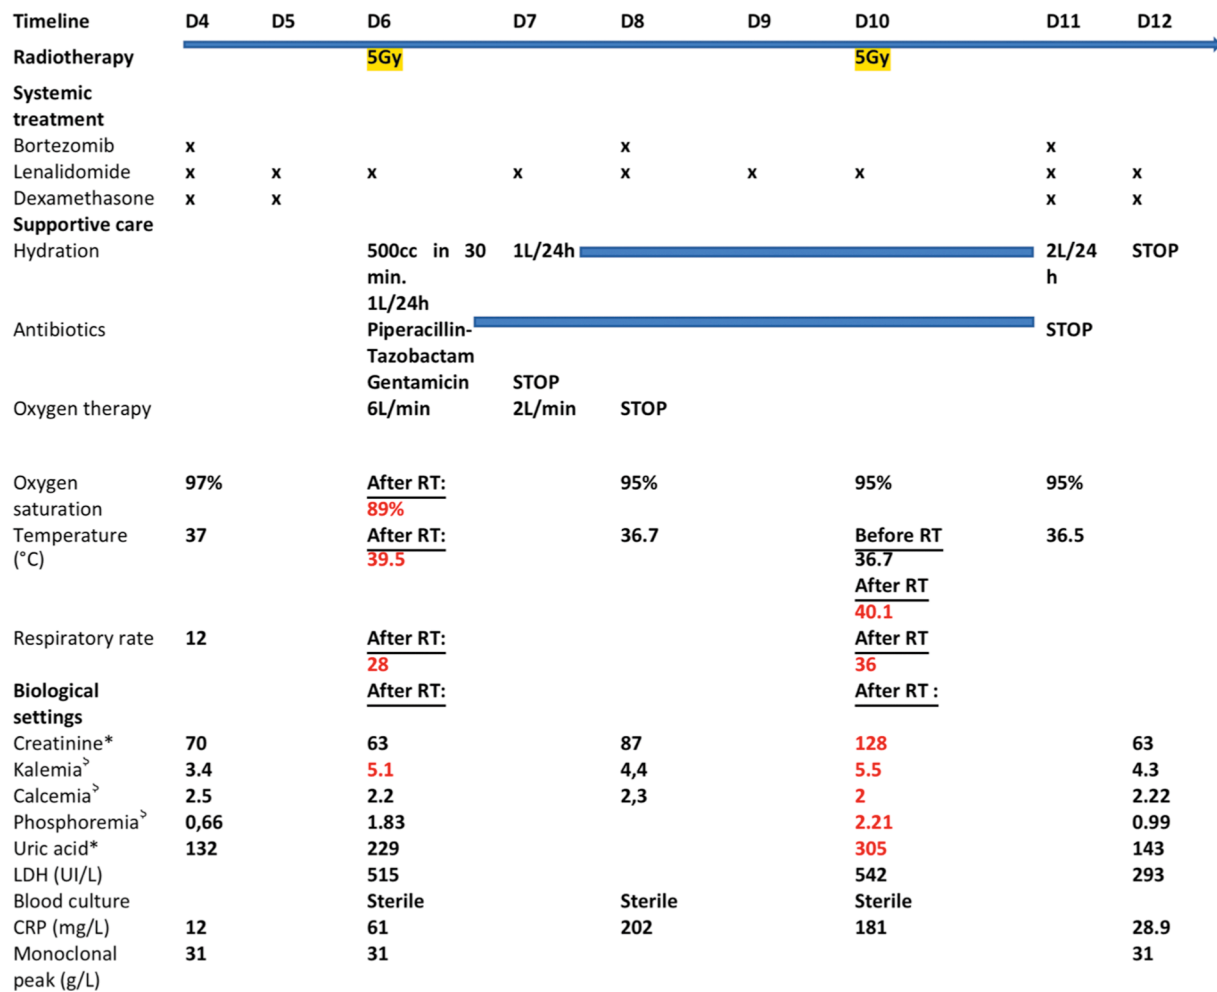 Timeline D4 D5 D6 D7 D8 D9 D10 D11 D12
Radiotherapy 5Gy 5Gy
Systemic
treatment
Bortezomib x x x
Lenalidomide x x x x x x x x x
Dexamethasone x x x x
Supportive care
Hydration 500cc in 30 1L/24h 2L/24 STOP
min. h
1L/24h
Antibiotics Piperacillin- STOP
Tazobactam
Gentamicin STOP
Oxygen therapy 6L/min 2L/min STOP
Oxygen 97% After RT: 95% 95% 95%
saturation 89%
Temperature 37 After RT: 36.7 Before RT 36.5
(°C) 39.5 36.7
After RT
40.1
Respiratory rate 12 After RT: After RT
28 36
Biological After RT: After RT :
settings
Creatinine* 70 63 87 128 63
Kalemia� 3.4 5.1 4,4 5.5 4.3
Calcemia� 2.5 2.2 2,3 2 2.22
Phosphoremia� 0,66 1.83 2.21 0.99
Uric acid* 132 229 305 143
LDH (UI/L) 515 542 293
Blood culture Sterile Sterile Sterile
CRP (mg/L) 12 61 202 181 28.9
Monoclonal 31 31 31
peak (g/L)